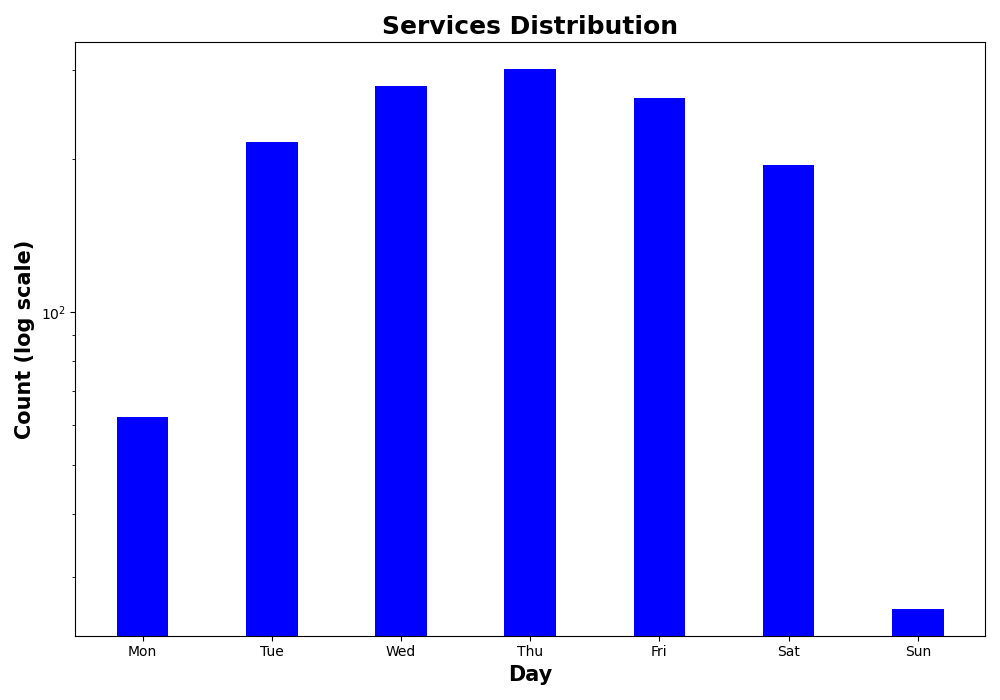 Services Distribution
Count (log scale)
10²
Mon Tue Wed Thu Fri Sat Sun
Day